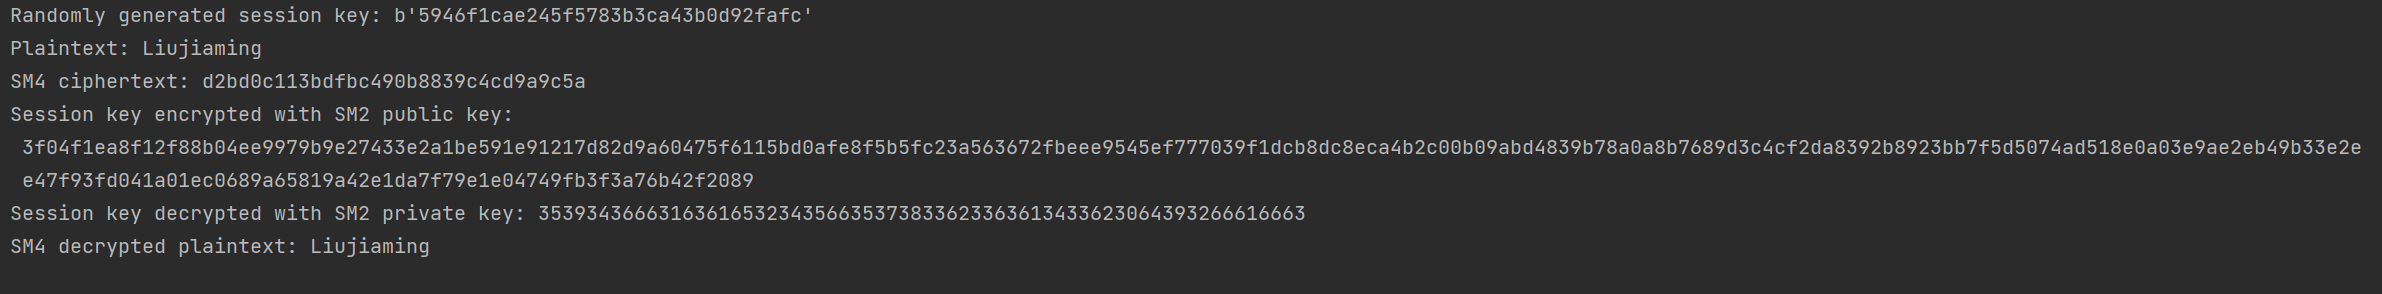 Randomly generated session key: b'5946f1cae245f5783b3ca43b0d92fafc'
Plaintext: Liujiaming
SM4 ciphertext: d2bd0c113bdfbc490b8839c4cd9a9c5a
Session key encrypted with SM2 public key:
3f04f1ea8f12f88b04ee9979b9e27433e2a1be591e91217d82d9a60475f6115bd0afe8f5b5fc23a563672fbeee9545ef777039f1dcb8dc8eca4b2c00b09abd4839b78a0a8b7689d3c4cf2da8392b8923bb7f5d5074ad518e0a03e9ae2eb49b33e2e
e47f93fd041a01ec0689a65819a42e1da7f79e1e04749fb3f3a76b42f2089
Session key decrypted with SM2 private key: 3539343666316361653234356635373833623363613433623064393266616663
SM4 decrypted plaintext: Liujiaming